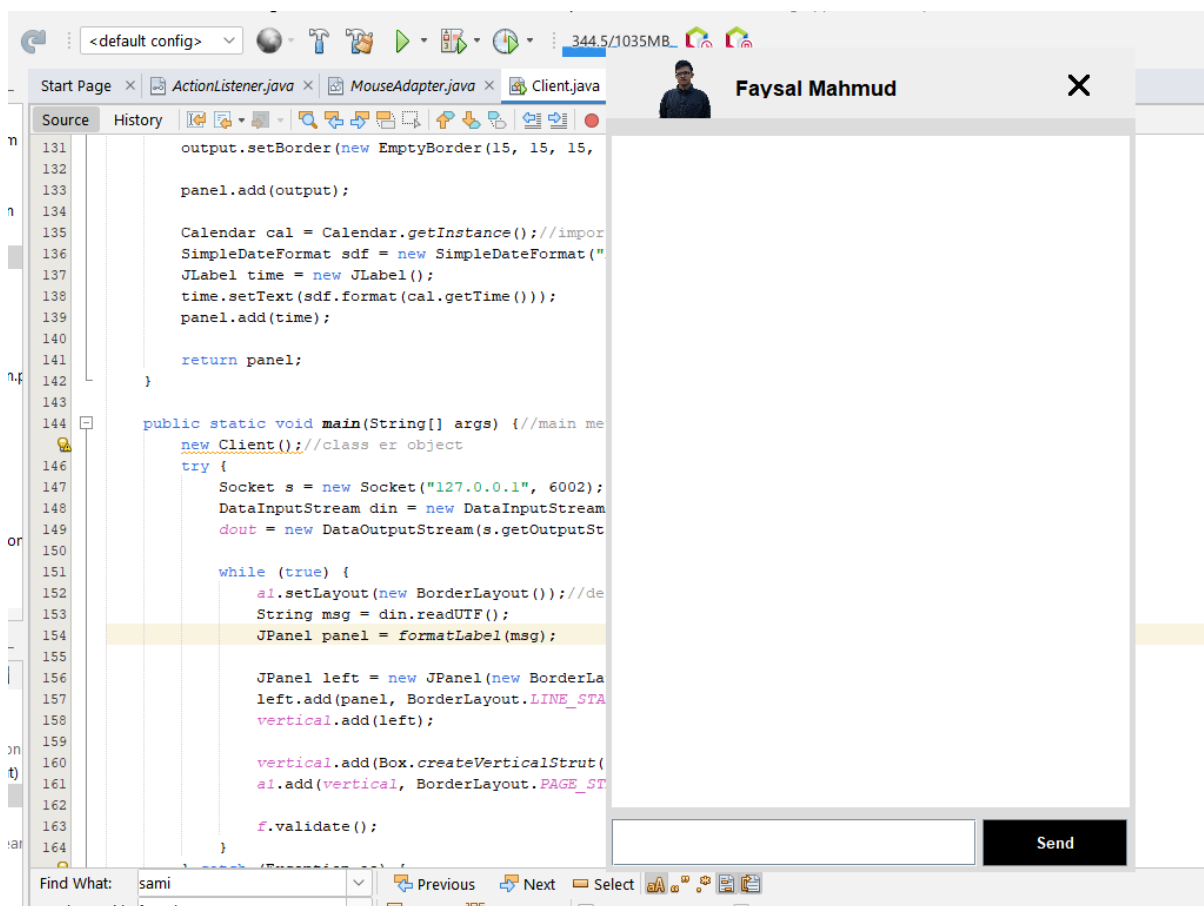 <default config>
344.5/1035MB
Start Page
ActionListener.java
MouseAdapter.java
Client.java
Faysal Mahmud
Source
History
131 output.setBorder(new EmptyBorder(15, 15, 15,
132
133 panel.add(output);
134
135 Calendar cal = Calendar.getInstance();//impor
136 SimpleDateFormat sdf = new SimpleDateFormat("
137 JLabel time = new JLabel();
138 time.setText(sdf.format(cal.getTime()));
139 panel.add(time);
140
141 return panel;
142 }
143
144 public static void main(String[] args) {//main me
new Client();//class er object
146 try {
147 Socket s = new Socket("127.0.0.1", 6002);
148 DataInputStream din = new DataInputStream
149 dout = new DataOutputStream(s.getOutputSt
150
151 while (true) {
152 a1.setLayout(new BorderLayout());//de
153 String msg = din.readUTF();
154 JPanel panel = formatLabel(msg);
155
156 JPanel left = new JPanel(new BorderLa
157 left.add(panel, BorderLayout.LINE_STA
158 vertical.add(left);
159
160 vertical.add(Box.createVerticalStrut(
161 a1.add(vertical, BorderLayout.PAGE_ST
162
163 f.validate();
164 }
Send
Find What: sami
Previous
Next
Select